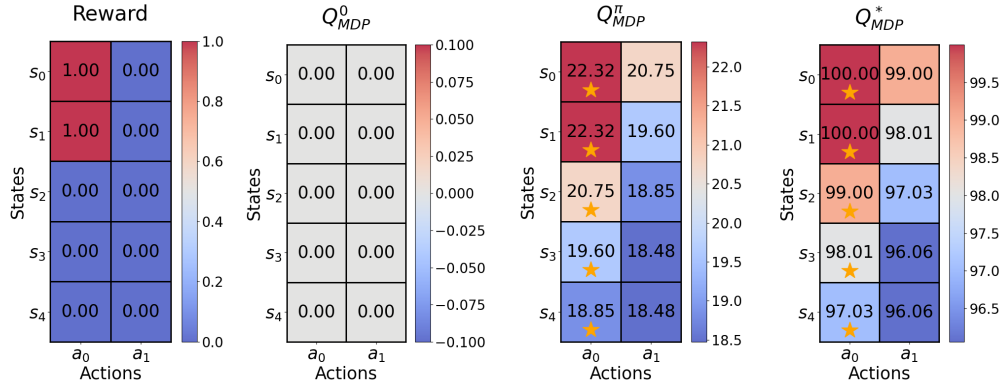 Reward
s₀ 1.00 0.00
s₁ 1.00 0.00
s₂ 0.00 0.00
s₃ 0.00 0.00
s₄ 0.00 0.00
a₀ a₁
States
Actions
1.0
0.8
0.6
0.4
0.2
0.0
Q⁰_MDP
s₀ 0.00 0.00
s₁ 0.00 0.00
s₂ 0.00 0.00
s₃ 0.00 0.00
s₄ 0.00 0.00
a₀ a₁
States
Actions
0.100
0.075
0.050
0.025
0.000
−0.025
−0.050
−0.075
−0.100
Q^π_MDP
s₀ 22.32 20.75
s₁ 22.32 19.60
s₂ 20.75 18.85
s₃ 19.60 18.48
s₄ 18.85 18.48
a₀ a₁
States
Actions
22.0
21.5
21.0
20.5
20.0
19.5
19.0
18.5
Q^*_MDP
s₀ 100.00 99.00
s₁ 100.00 98.01
s₂ 99.00 97.03
s₃ 98.01 96.06
s₄ 97.03 96.06
a₀ a₁
States
Actions
99.5
99.0
98.5
98.0
97.5
97.0
96.5